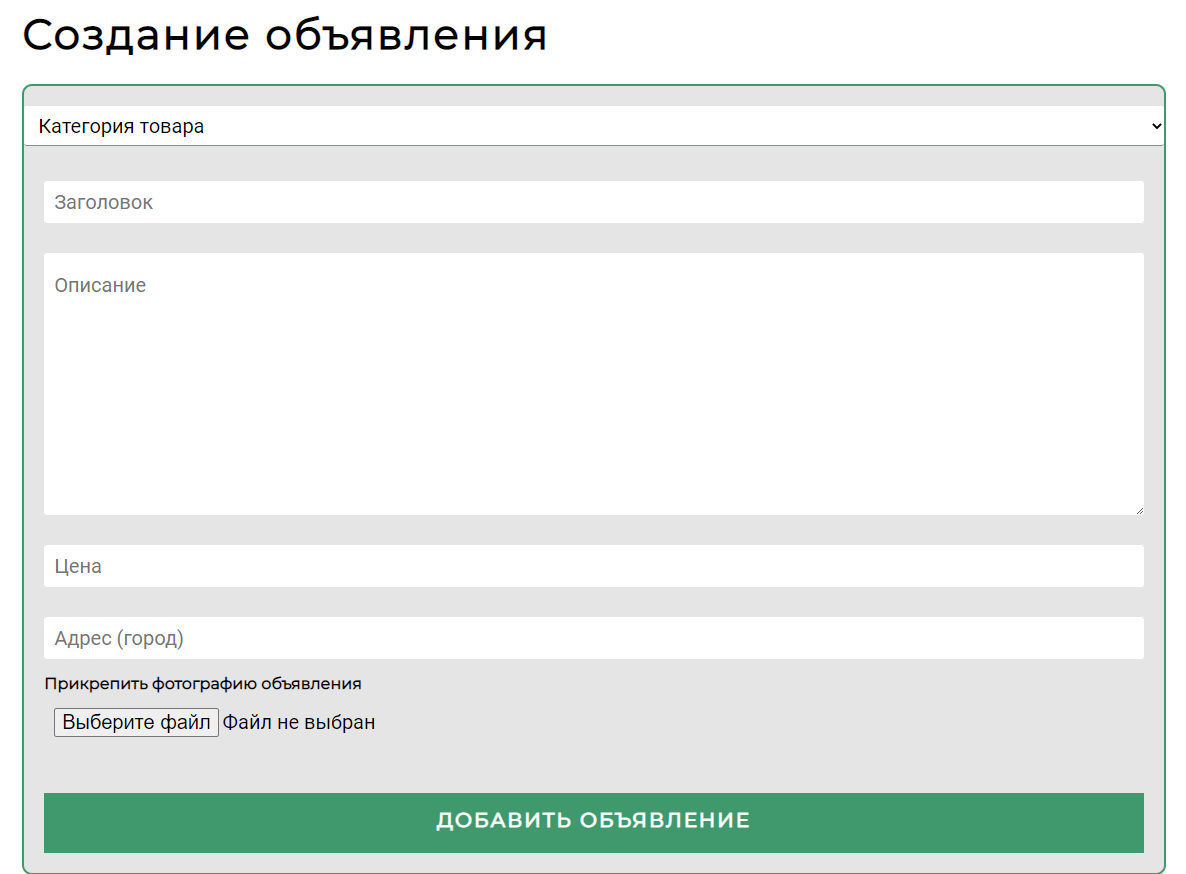 Создание объявления
Категория товара
Заголовок
Описание
Цена
Адрес (город)
Прикрепить фотографию объявления
Выберите файл Файл не выбран
ДОБАВИТЬ ОБЪЯВЛЕНИЕ